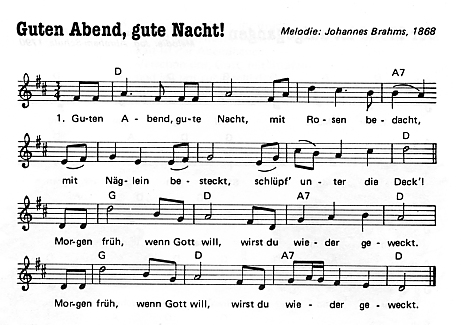 Guten Abend, gute Nacht!
Melodie: Johannes Brahms, 1868
D A7
3
4
1. Gu-ten A - bend, gu-te Nacht, mit Ro - sen be - dacht,
D
mit Näg-lein be - steckt, schlüpf' un - ter die Deck'!
G D A7 D
Mor-gen früh, wenn Gott will, wirst du wie - der ge - weckt.
G D A7 D
Mor-gen früh, wenn Gott will, wirst du wie - der ge - weckt.